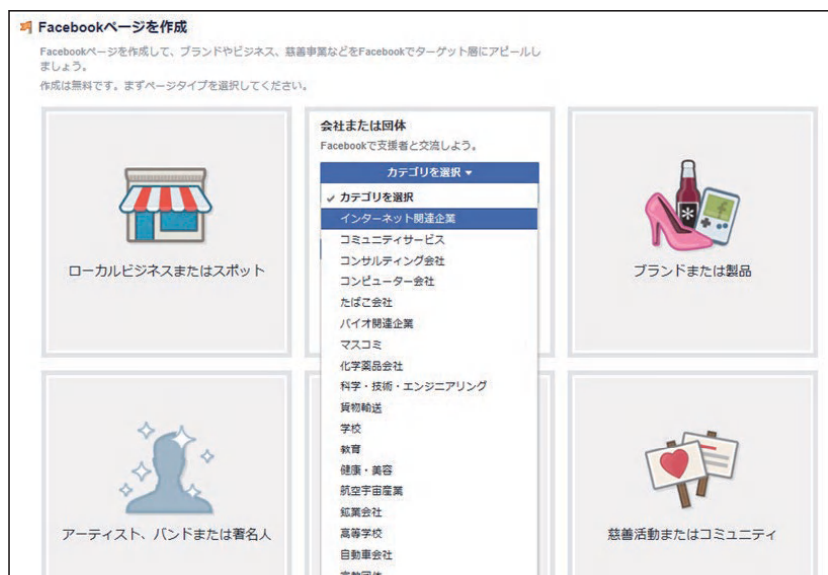 Facebookページを作成
Facebookページを作成して、ブランドやビジネス、慈善事業などをFacebookでターゲット層にアピールし
ましょう。
作成は無料です。まずページタイプを選択してください。
ローカルビジネスまたはスポット
会社または団体
Facebookで支援者と交流しよう。
カテゴリを選択
カテゴリを選択
インターネット関連企業
コミュニティサービス
コンサルティング会社
コンピューター会社
たばこ会社
バイオ関連企業
マスコミ
化学薬品会社
科学・技術・エンジニアリング
貨物輸送
学校
教育
健康・美容
航空宇宙産業
鉱業会社
高等学校
自動車会社
ブランドまたは製品
アーティスト、バンドまたは著名人
慈善活動またはコミュニティ